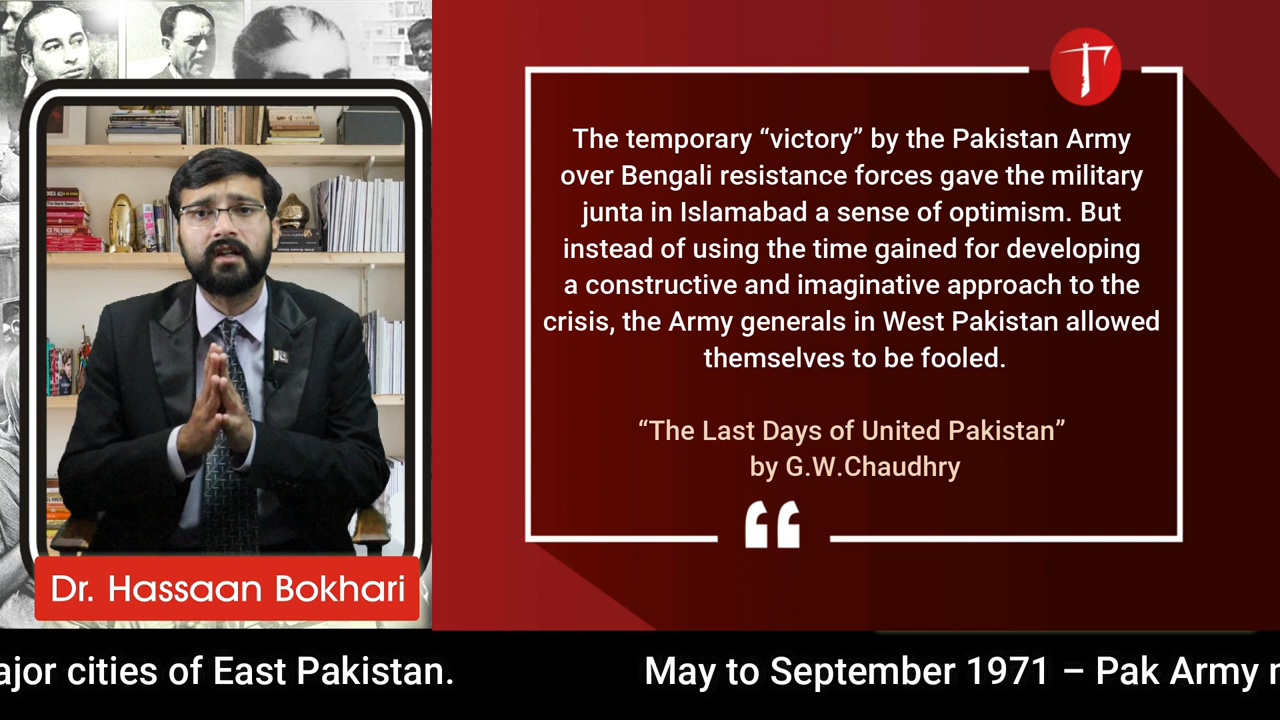 The temporary “victory” by the Pakistan Army
over Bengali resistance forces gave the military
junta in Islamabad a sense of optimism. But
instead of using the time gained for developing
a constructive and imaginative approach to the
crisis, the Army generals in West Pakistan allowed
themselves to be fooled.
“The Last Days of United Pakistan”
by G.W.Chaudhry
Dr. Hassaan Bokhari
ajor cities of East Pakistan. May to September 1971 – Pak Army